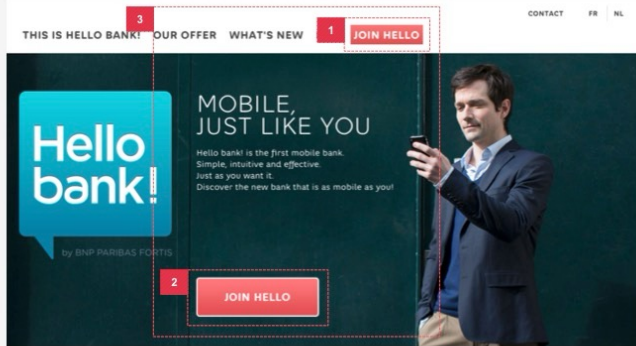 3
CONTACT FR NL
THIS IS HELLO BANK! OUR OFFER WHAT'S NEW 1 JOIN HELLO
MOBILE,
JUST LIKE YOU
Hello
bank!
Hello bank! is the first mobile bank.
Simple, intuitive and effective.
Just as you want it.
Discover the new bank that is as mobile as you!
by BNP PARIBAS FORTIS
2
JOIN HELLO